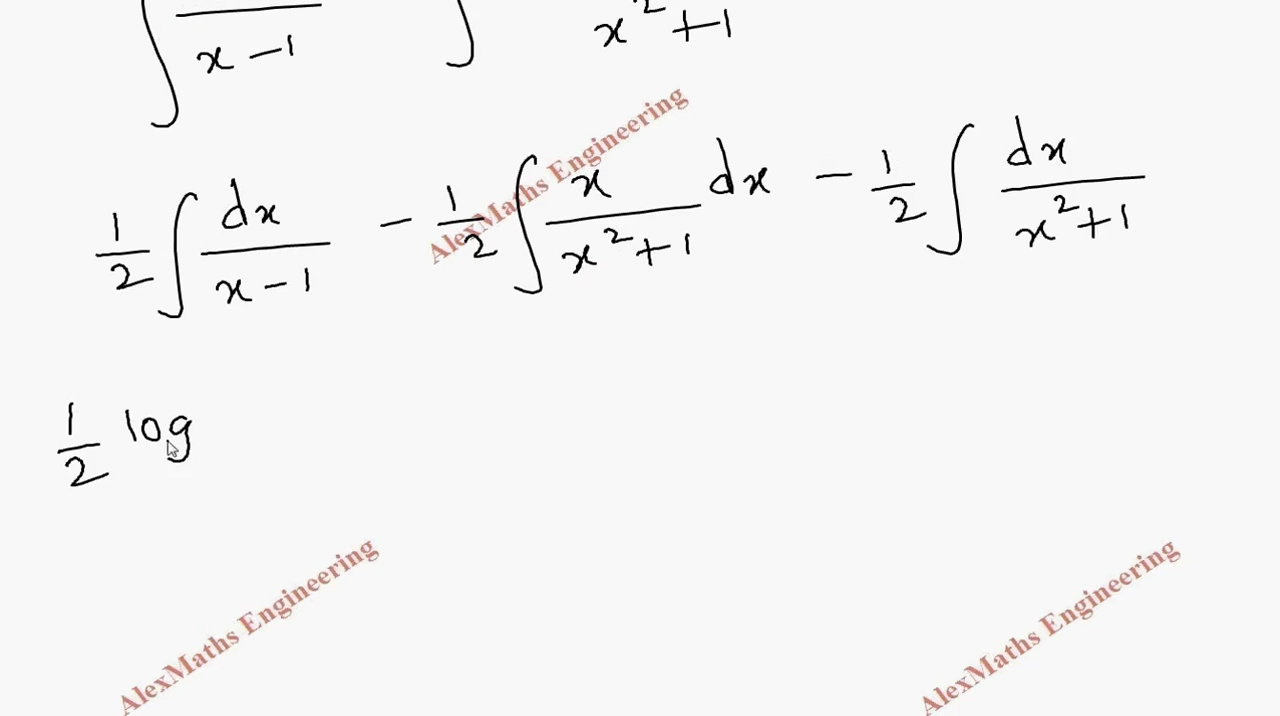 ∫ ― ∫
x − 1 x² + 1
1/2 ∫ dx/(x − 1) − 1/2 ∫ x/(x² + 1) dx − 1/2 ∫ dx/(x² + 1)
1/2 log
AlexMaths Engineering
AlexMaths Engineering
AlexMaths Engineering